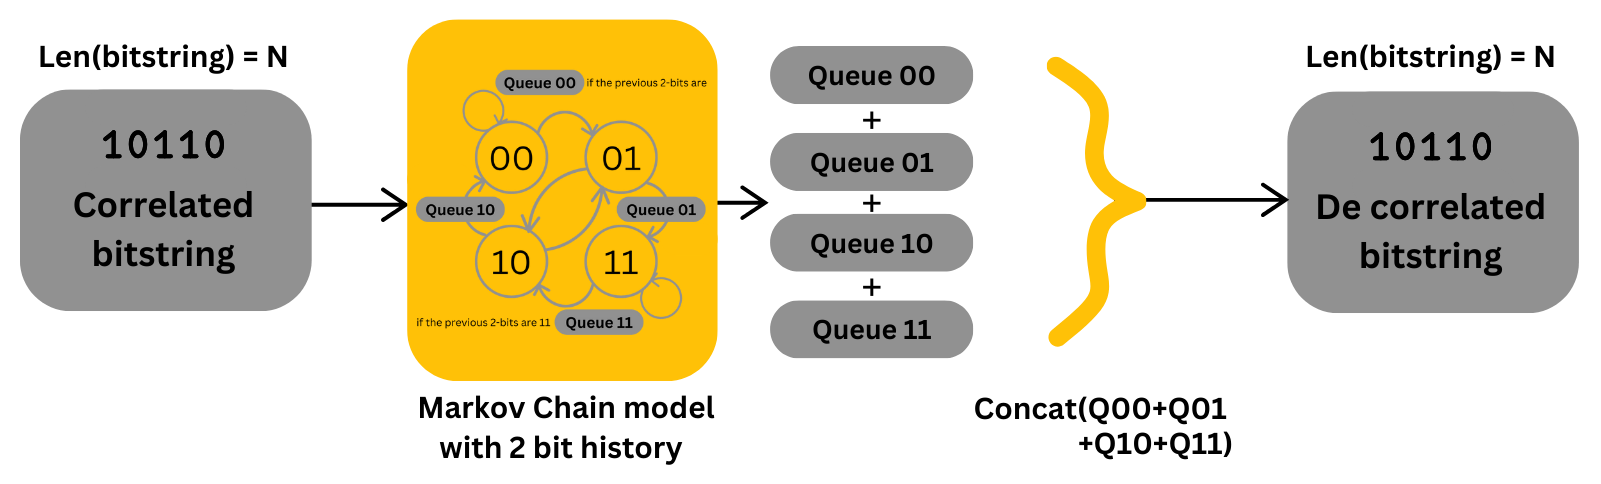 Len(bitstring) = N
10110
Correlated
bitstring
Queue 00 if the previous 2-bits are
00
01
Queue 10
Queue 01
10
11
if the previous 2-bits are 11 Queue 11
Markov Chain model
with 2 bit history
Queue 00
+
Queue 01
+
Queue 10
+
Queue 11
Concat(Q00+Q01
+Q10+Q11)
Len(bitstring) = N
10110
De correlated
bitstring